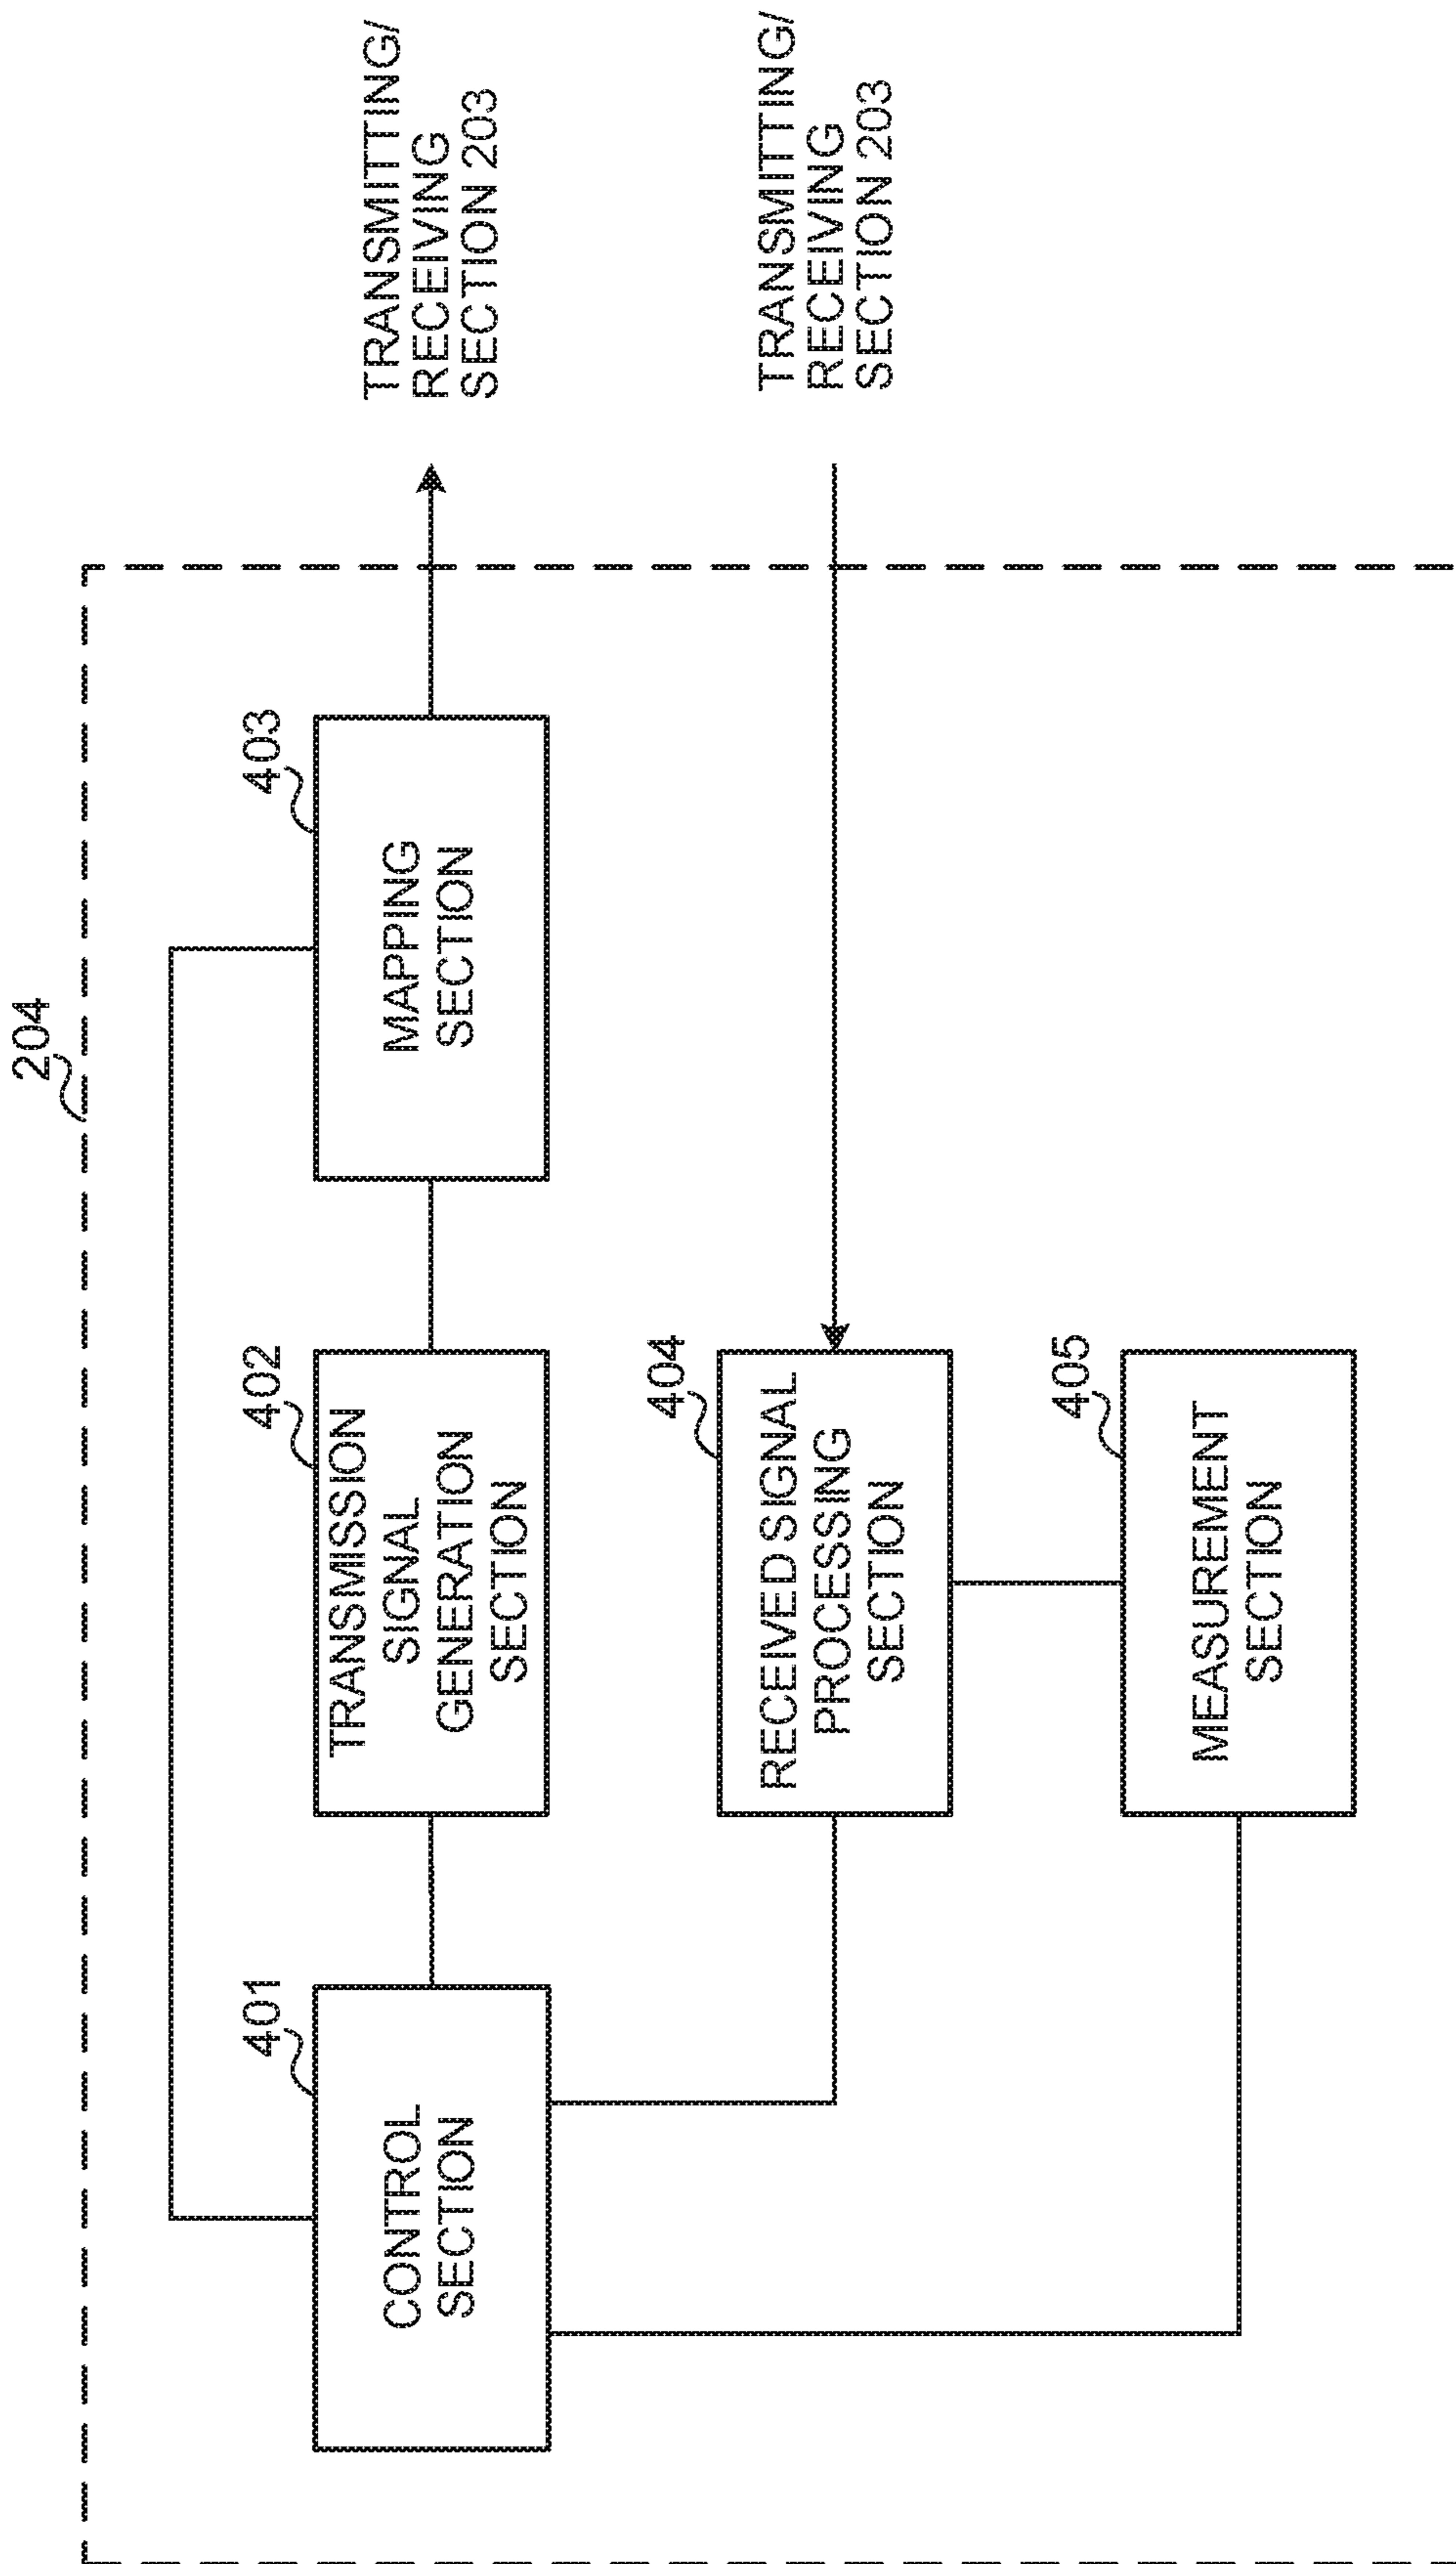 204
401
CONTROL
SECTION
402
TRANSMISSION
SIGNAL
GENERATION
SECTION
403
MAPPING
SECTION
TRANSMITTING/
RECEIVING
SECTION 203
404
RECEIVED SIGNAL
PROCESSING
SECTION
TRANSMITTING/
RECEIVING
SECTION 203
405
MEASUREMENT
SECTION